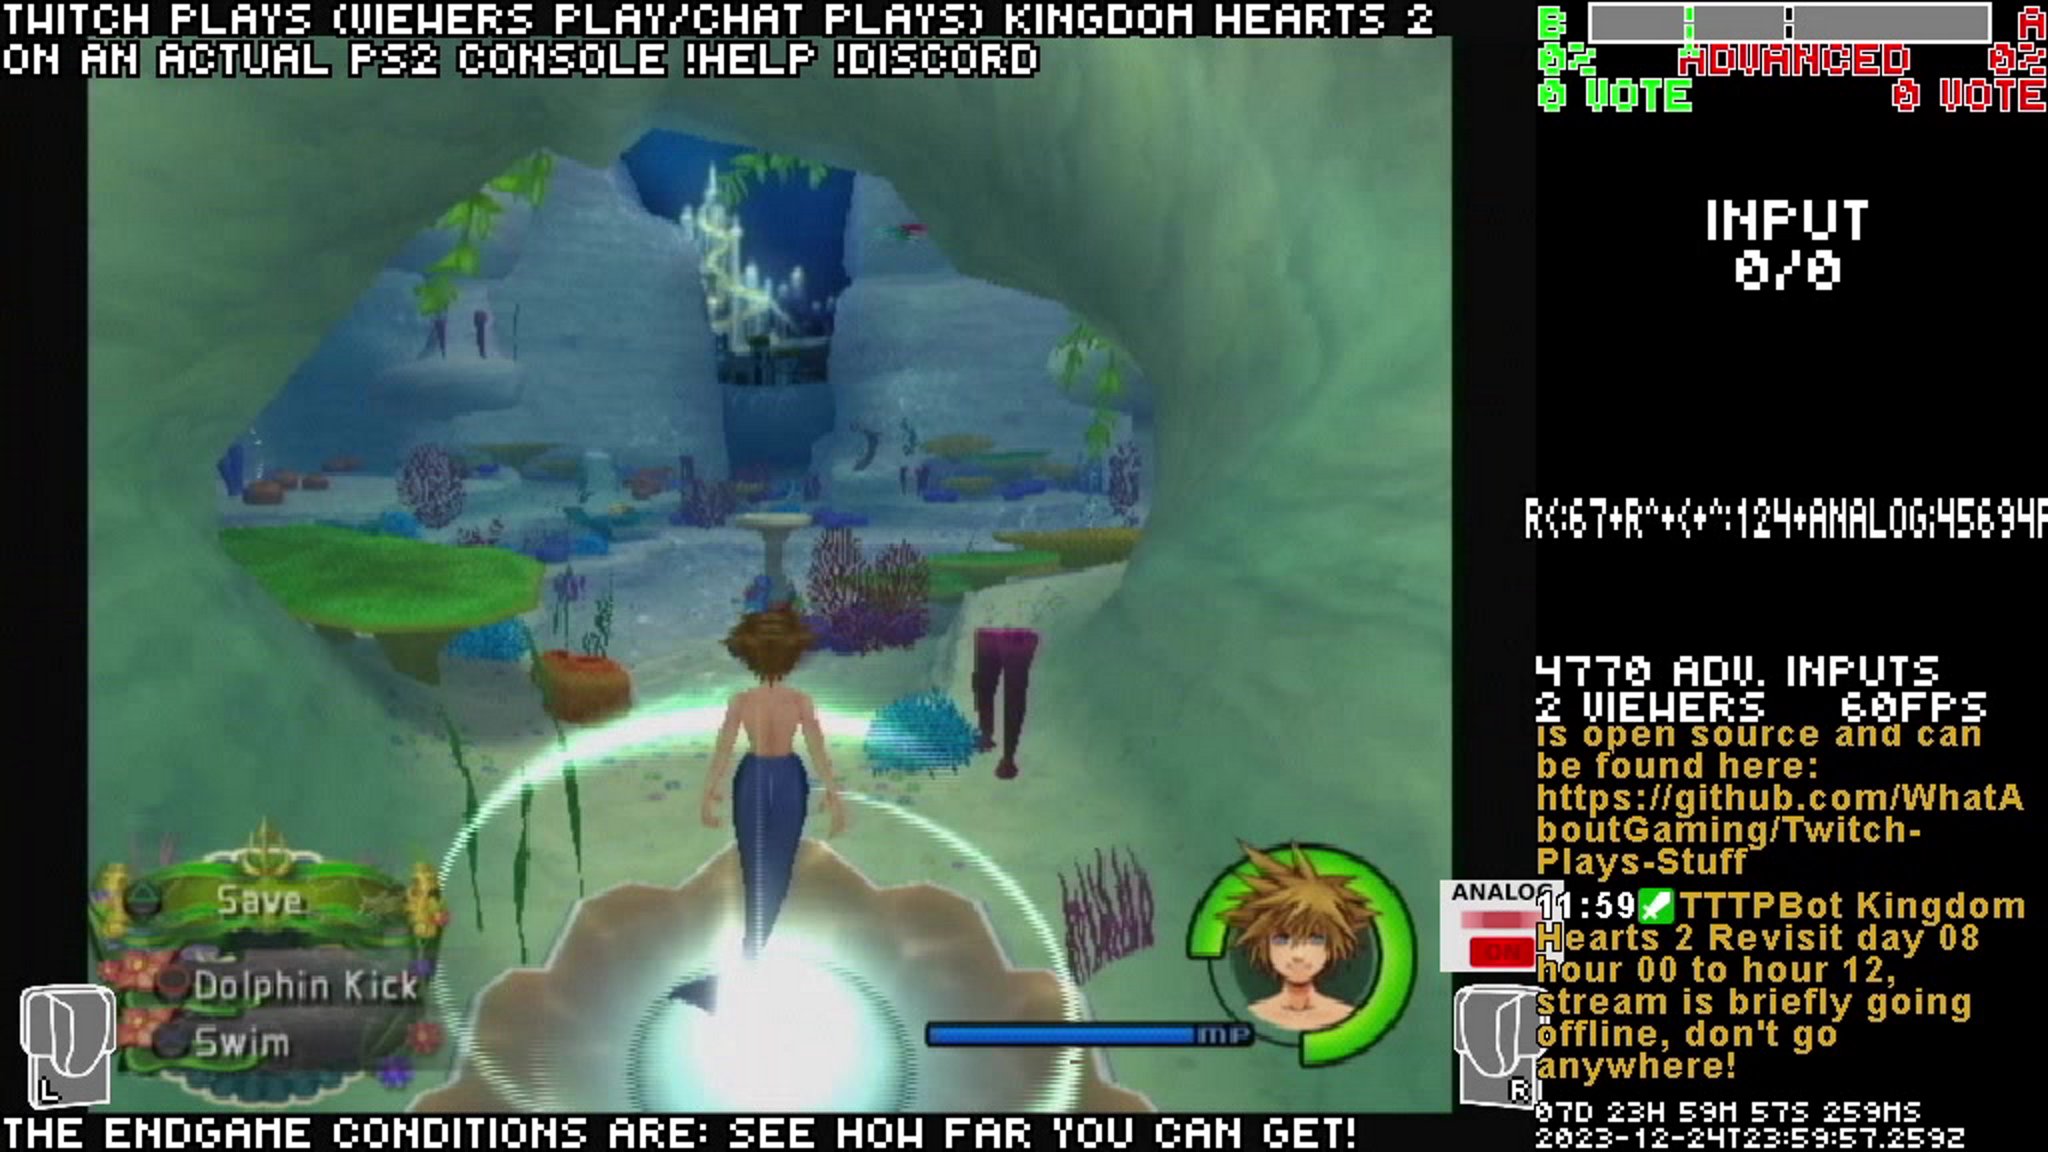 TWITCH PLAYS (VIEWERS PLAY/CHAT PLAYS) KINGDOM HEARTS 2
ON AN ACTUAL PS2 CONSOLE !HELP !DISCORD
B A
0% ADVANCED 0%
0 VOTE 0 VOTE
INPUT
0/0
R<:67+R^+<+^:124+ANALOG:45694R
4770 ADV. INPUTS
2 VIEWERS 60FPS
is open source and can
be found here:
https://github.com/WhatA
boutGaming/Twitch-
Plays-Stuff
11:59 TTTPBot Kingdom
Hearts 2 Revisit day 08
hour 00 to hour 12,
stream is briefly going
offline, don't go
anywhere!
07D 23H 59M 57S 259MS
2023-12-24T23:59:57.259Z
Save
Dolphin Kick
Swim
MP
ANALOG
ON
L
R
THE ENDGAME CONDITIONS ARE: SEE HOW FAR YOU CAN GET!